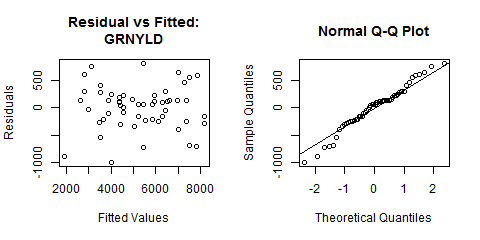 Residual vs Fitted:
GRNYLD
Residuals
500
0
-1000
2000 4000 6000 8000
Fitted Values
Normal Q-Q Plot
Sample Quantiles
500
0
-1000
-2 -1 0 1 2
Theoretical Quantiles